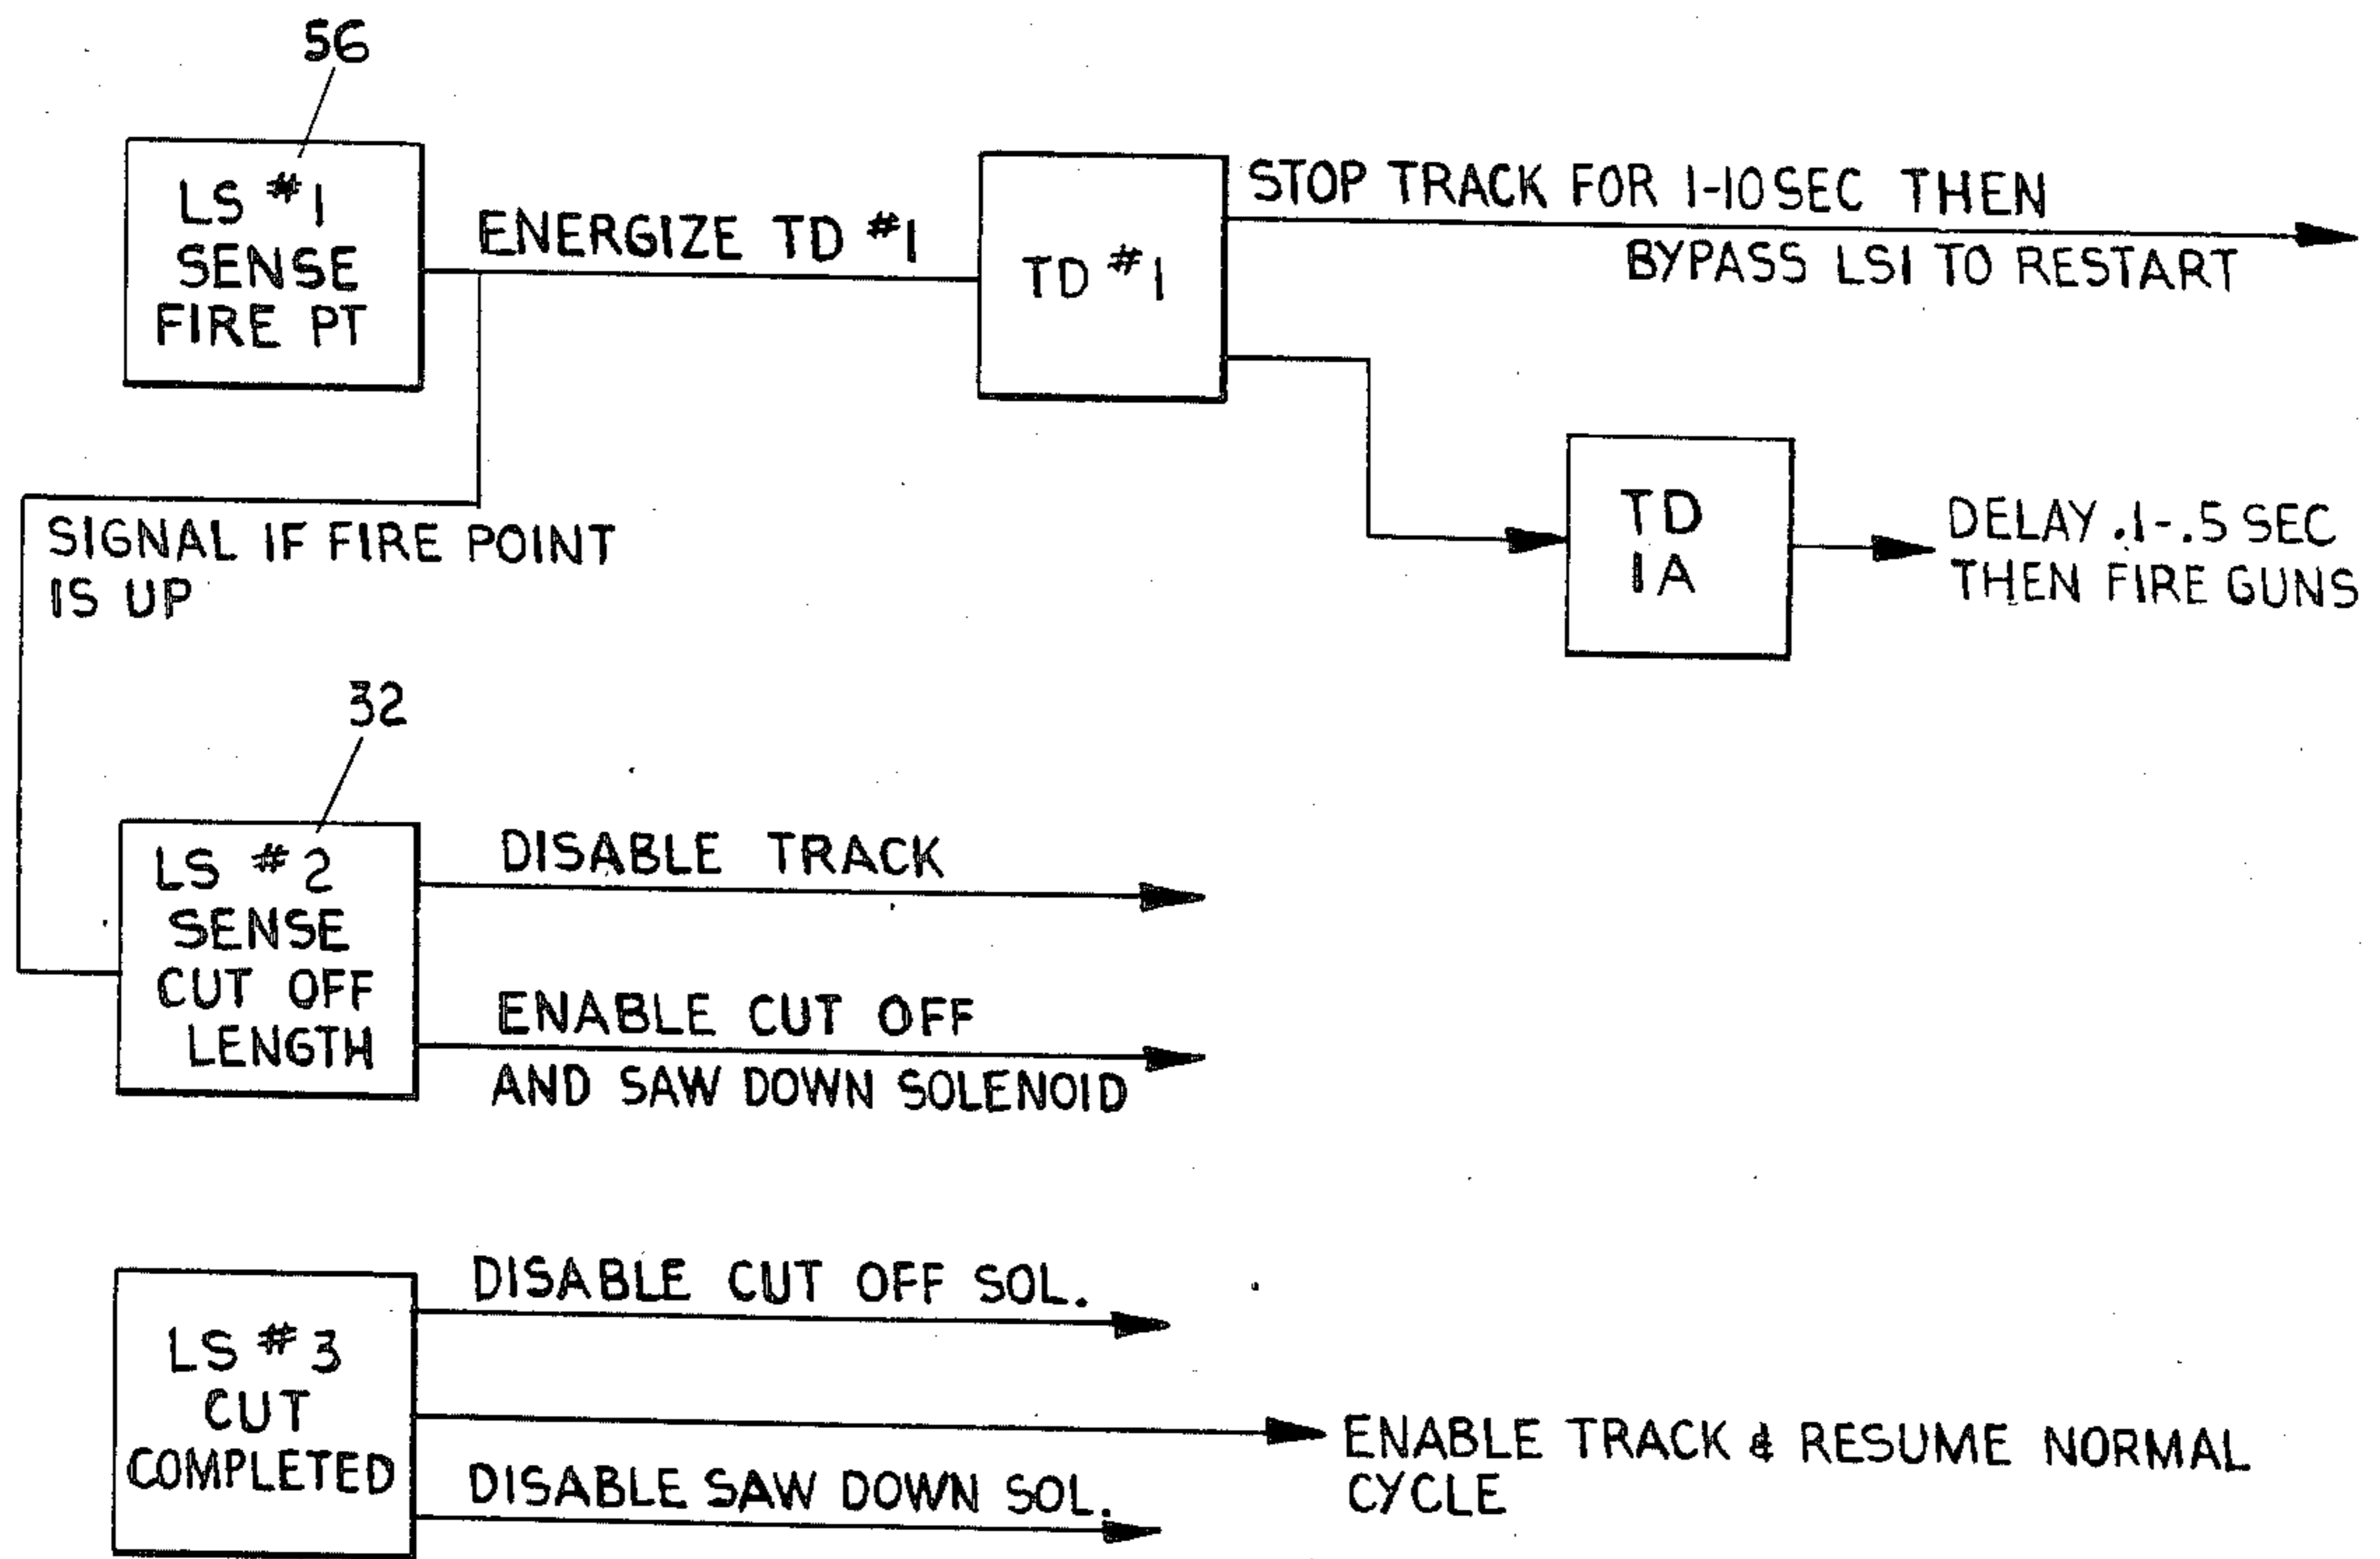 56
LS #1
SENSE
FIRE PT
ENERGIZE TD #1
TD #1
STOP TRACK FOR 1-10 SEC THEN
BYPASS LS1 TO RESTART
SIGNAL IF FIRE POINT
IS UP
TD
1A
DELAY .1-.5 SEC
THEN FIRE GUNS
32
LS #2
SENSE
CUT OFF
LENGTH
DISABLE TRACK
ENABLE CUT OFF
AND SAW DOWN SOLENOID
LS #3
CUT
COMPLETED
DISABLE CUT OFF SOL.
ENABLE TRACK & RESUME NORMAL
CYCLE
DISABLE SAW DOWN SOL.